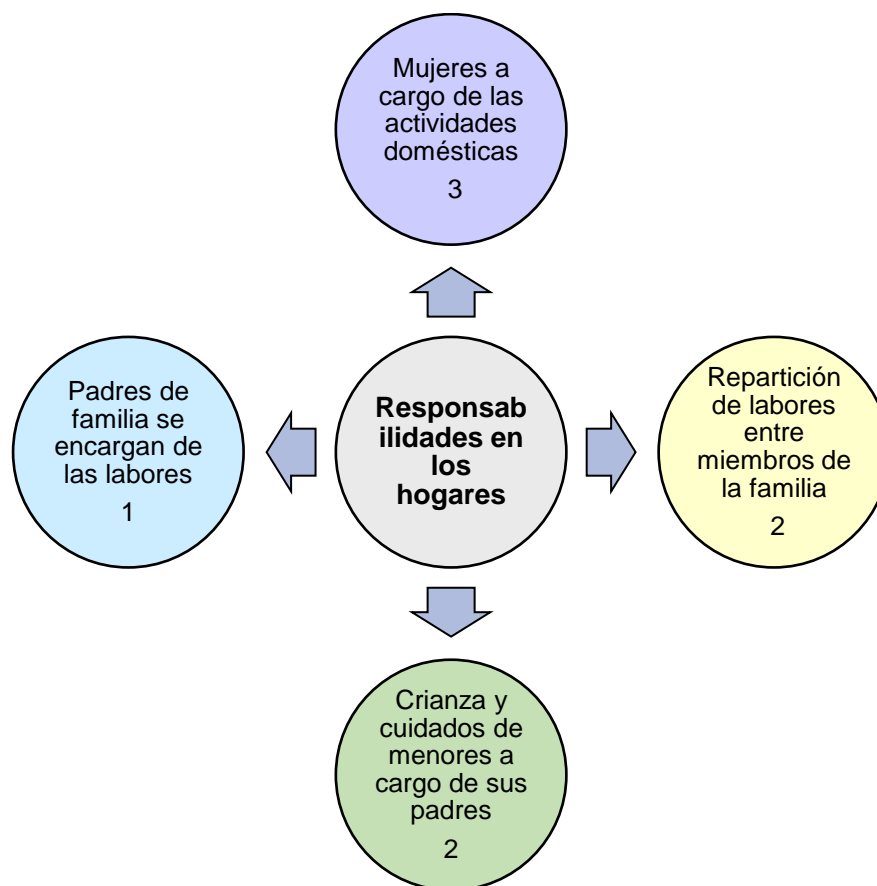 Mujeres a
cargo de las
actividades
domésticas
3
Padres de
familia se
encargan de
las labores
1
Responsab
ilidades en
los
hogares
Repartición
de labores
entre
miembros de
la familia
2
Crianza y
cuidados de
menores a
cargo de sus
padres
2